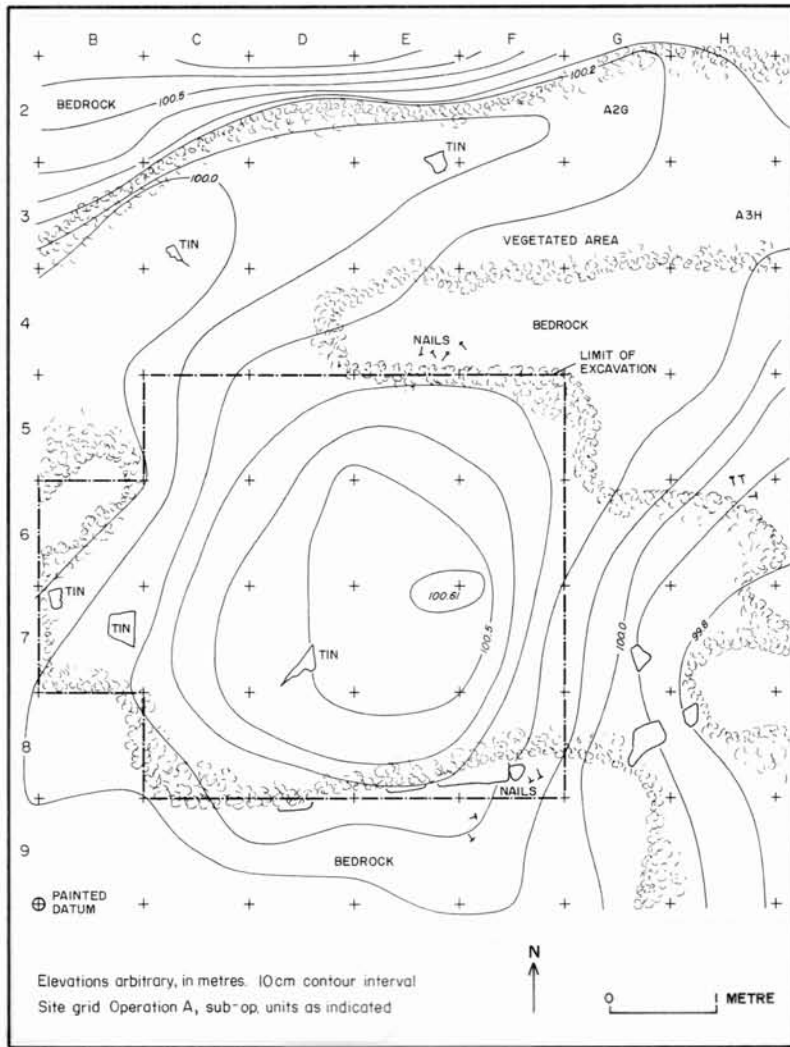 B C D E F G H
2
3
4
5
6
7
8
9
BEDROCK
100.5
100.2
A2G
TIN
100.0
TIN
A3H
VEGETATED AREA
BEDROCK
NAILS
LIMIT OF
EXCAVATION
TIN
TIN
100.61
100.5
100.0
99.8
TIN
NAILS
BEDROCK
PAINTED
DATUM
N
Elevations arbitrary, in metres. 10cm contour interval
Site grid Operation A, sub-op. units as indicated
0 1 METRE